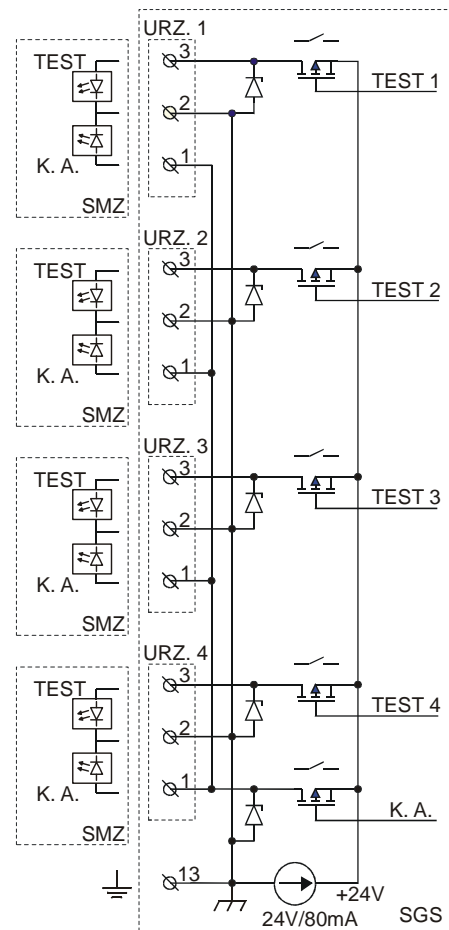 URZ. 1
TEST
3
2
1
TEST 1
K. A.
SMZ
URZ. 2
TEST
3
2
1
TEST 2
K. A.
SMZ
URZ. 3
TEST
3
2
1
TEST 3
K. A.
SMZ
URZ. 4
TEST
3
2
1
TEST 4
K. A.
K. A.
SMZ
13
+24V
24V/80mA
SGS